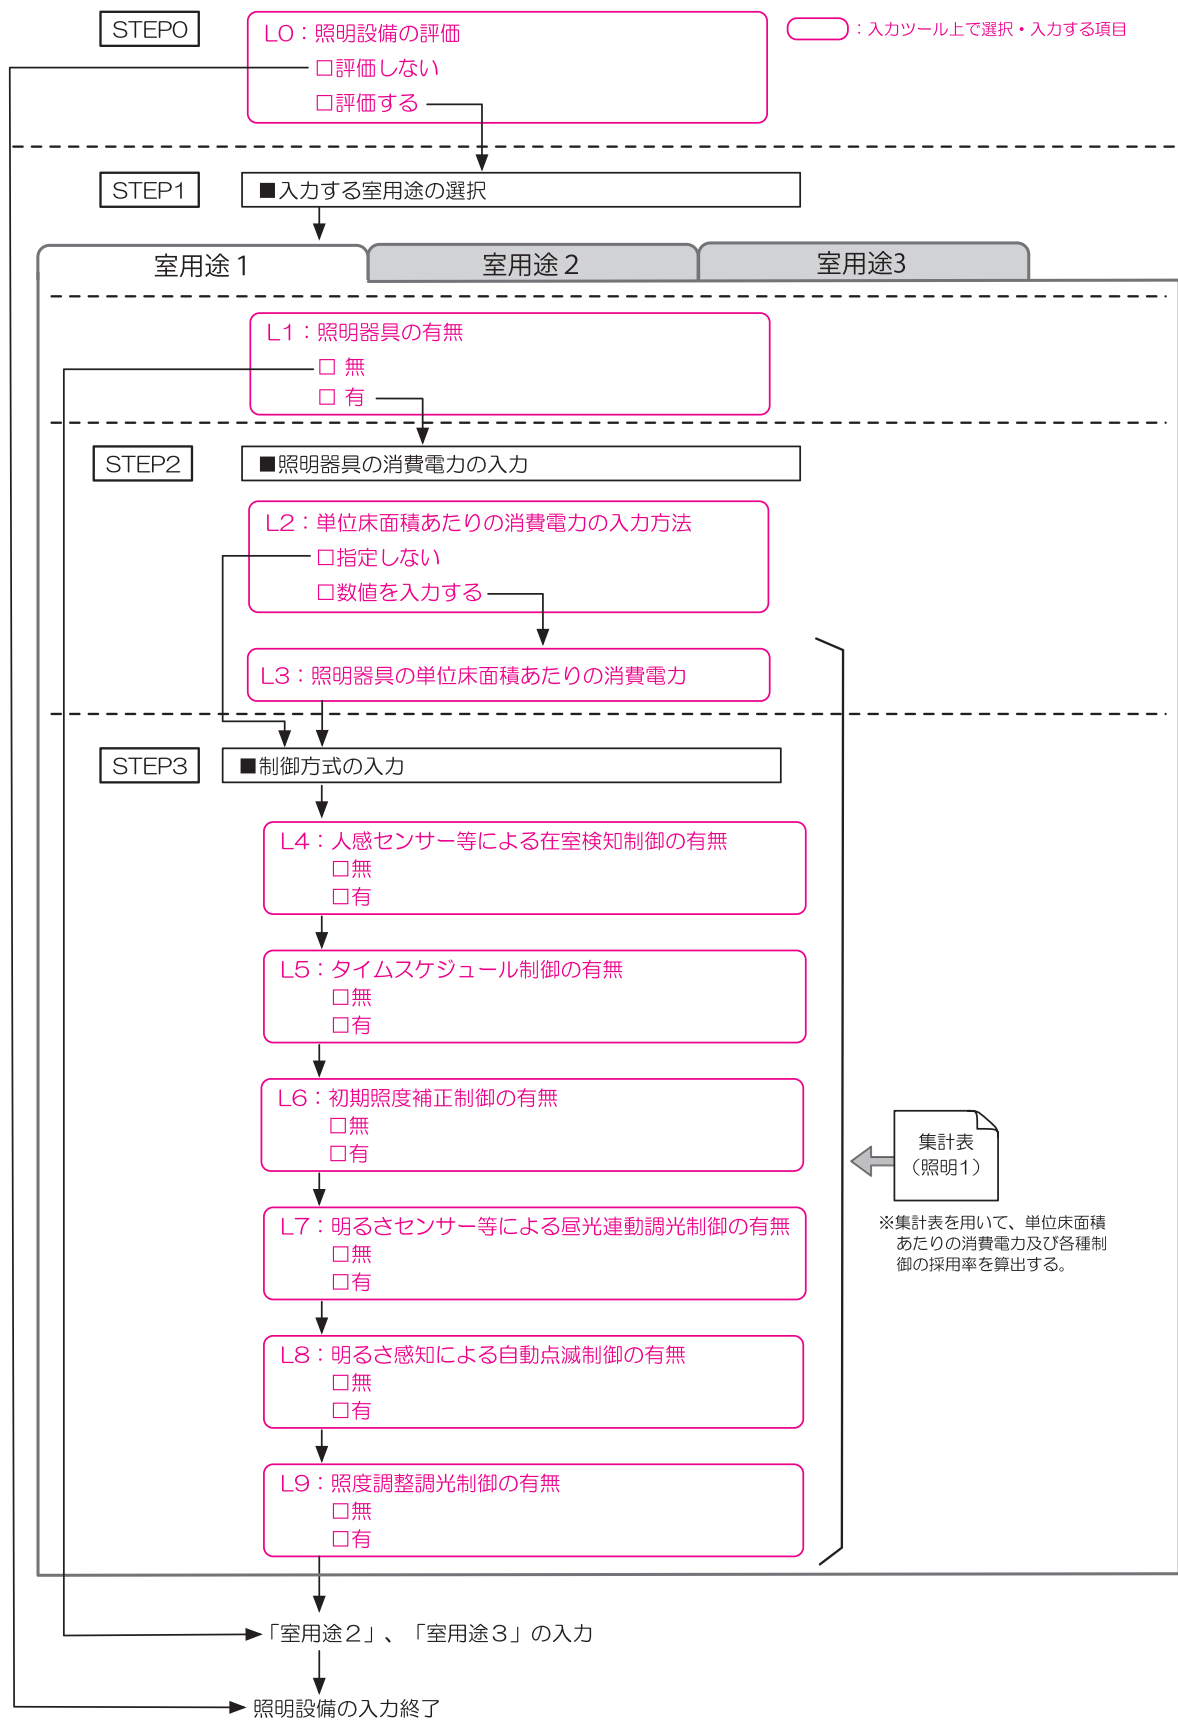 STEP0
L0：照明設備の評価
□評価しない
□評価する
：入力ツール上で選択・入力する項目
STEP1
■入力する室用途の選択
室用途1
室用途2
室用途3
L1：照明器具の有無
□ 無
□ 有
STEP2
■照明器具の消費電力の入力
L2：単位床面積あたりの消費電力の入力方法
□指定しない
□数値を入力する
L3：照明器具の単位床面積あたりの消費電力
STEP3
■制御方式の入力
L4：人感センサー等による在室検知制御の有無
□無
□有
L5：タイムスケジュール制御の有無
□無
□有
L6：初期照度補正制御の有無
□無
□有
L7：明るさセンサー等による昼光連動調光制御の有無
□無
□有
L8：明るさ感知による自動点滅制御の有無
□無
□有
L9：照度調整調光制御の有無
□無
□有
集計表
（照明1）
※集計表を用いて、単位床面積
あたりの消費電力及び各種制
御の採用率を算出する。
「室用途2」、「室用途3」の入力
照明設備の入力終了